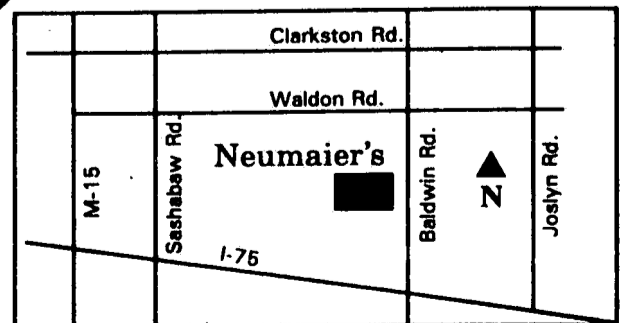 Clarkston Rd.
Waldon Rd.
M-15
Sashabaw Rd.
Neumaier's
Baldwin Rd.
N
Joslyn Rd.
I-75